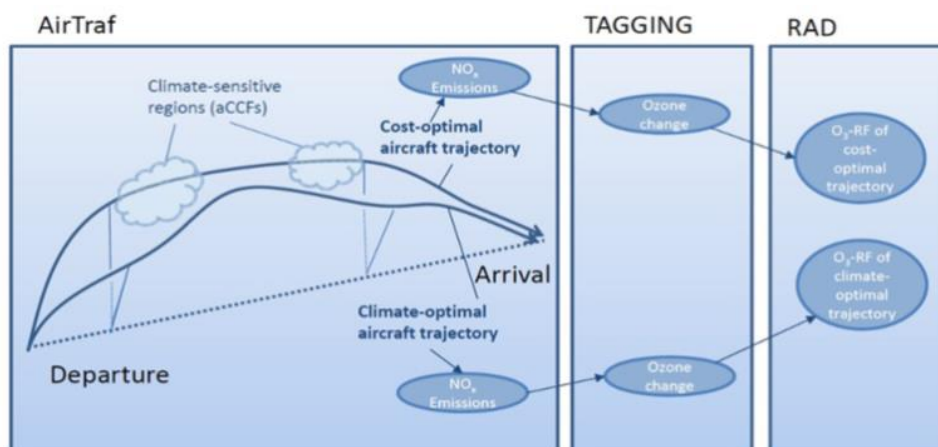 AirTraf
TAGGING
RAD
Climate-sensitive
regions (aCCFs)
NOₓ
Emissions
Cost-optimal
aircraft trajectory
Ozone
change
O₃-RF of
cost-
optimal
trajectory
Arrival
O₃-RF of
climate-
optimal
trajectory
Climate-optimal
aircraft trajectory
Departure
NOₓ
Emissions
Ozone
change